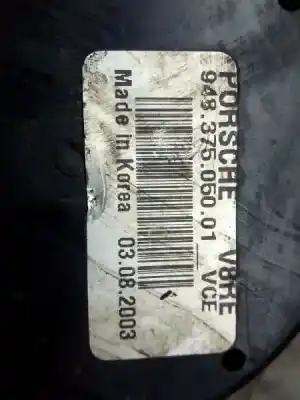 PORSCHE V8RE
948.375.050.01 VCE
Made in Korea 03.08.2003